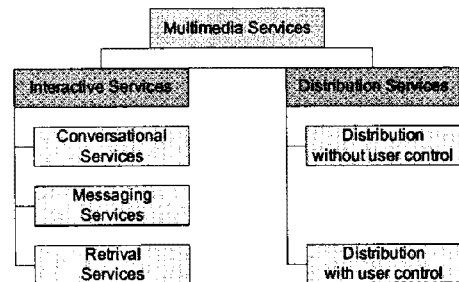 Multimedia Services
Interactive Services
Distribution Services
Conversational
Services
Messaging
Services
Retrival
Services
Distribution
without user control
Distribution
with user control